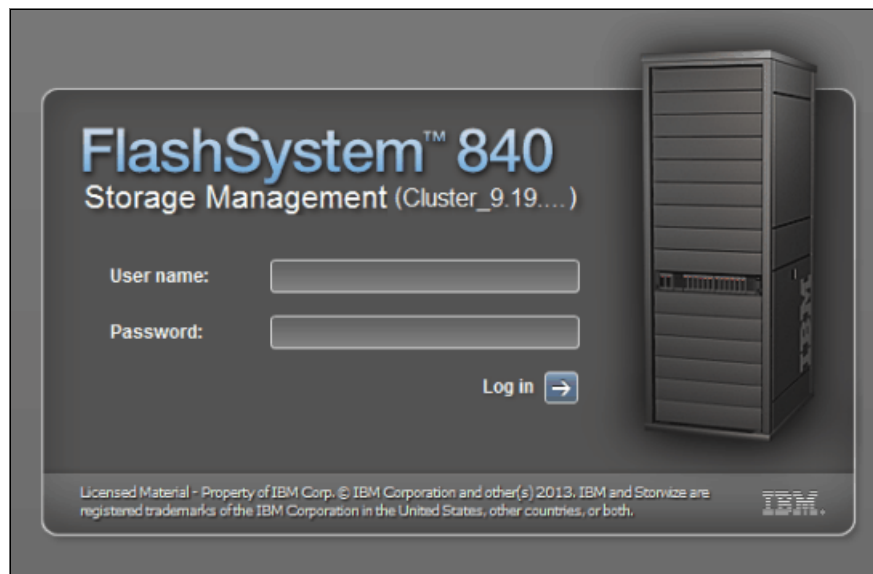 FlashSystem™ 840
Storage Management (Cluster_9.19....)
User name:
Password:
Log in
IBM
Licensed Material - Property of IBM Corp. © IBM Corporation and other(s) 2013. IBM and Storwize are
registered trademarks of the IBM Corporation in the United States, other countries, or both.
IBM.